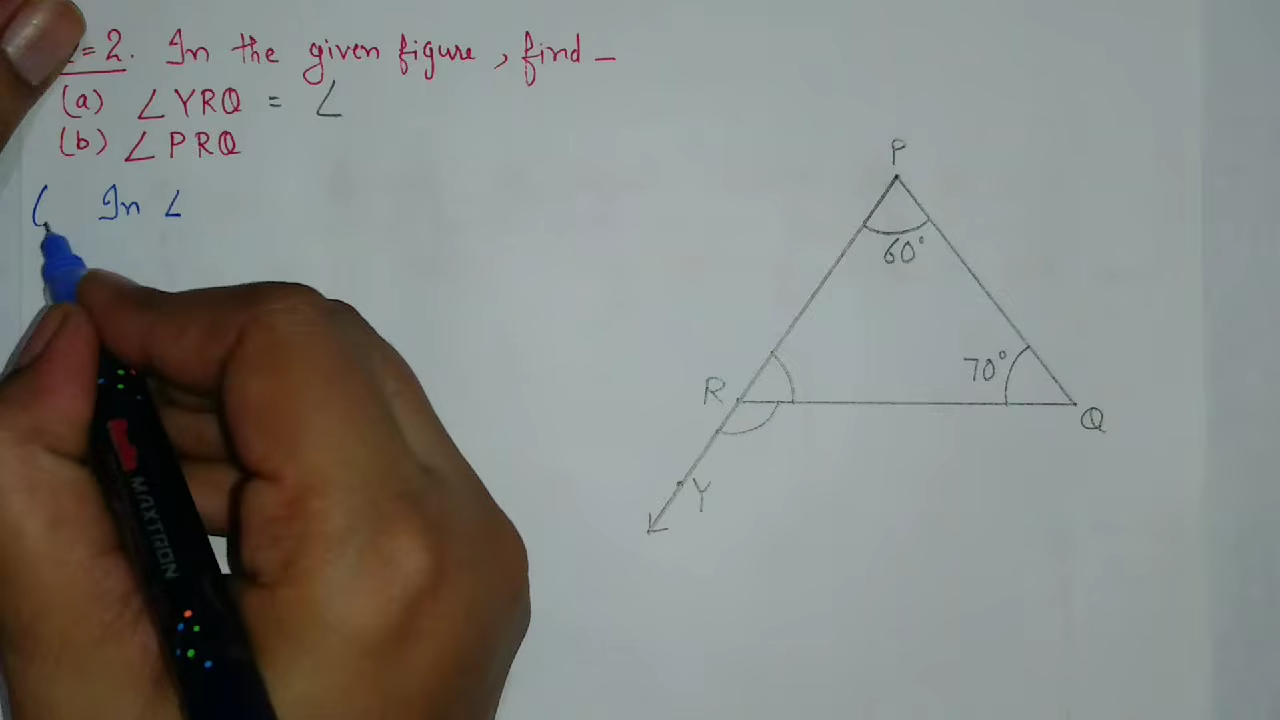 =2. In the given figure, find –
(a) ∠YRQ = ∠
(b) ∠PRQ
( In ∠
P
60°
70°
R
Q
Y
MAXTRON